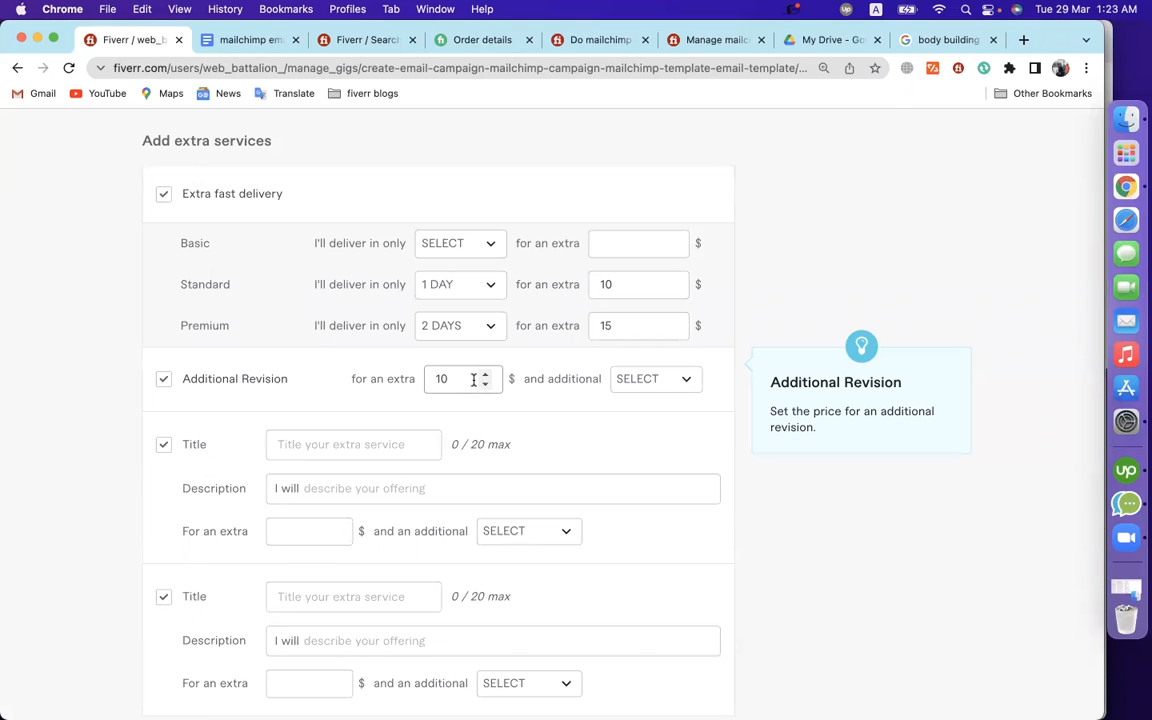 Chrome File Edit View History Bookmarks Profiles Tab Window Help
A
Tue 29 Mar 1:23 AM
Fiverr / web_b
mailchimp em
Fiverr / Searc
Order details
Do mailchimp
Manage mailc
My Drive - Go
body building
fiverr.com/users/web_battalion_/manage_gigs/create-email-campaign-mailchimp-campaign-mailchimp-template-email-template/...
Gmail YouTube Maps News Translate fiverr blogs Other Bookmarks
Add extra services
Extra fast delivery
Basic I'll deliver in only SELECT for an extra $
Standard I'll deliver in only 1 DAY for an extra 10 $
Premium I'll deliver in only 2 DAYS for an extra 15 $
Additional Revision for an extra 10 $ and additional SELECT
Additional Revision
Set the price for an additional
revision.
Title Title your extra service 0 / 20 max
Description I will describe your offering
For an extra $ and an additional SELECT
Title Title your extra service 0 / 20 max
Description I will describe your offering
For an extra $ and an additional SELECT
up